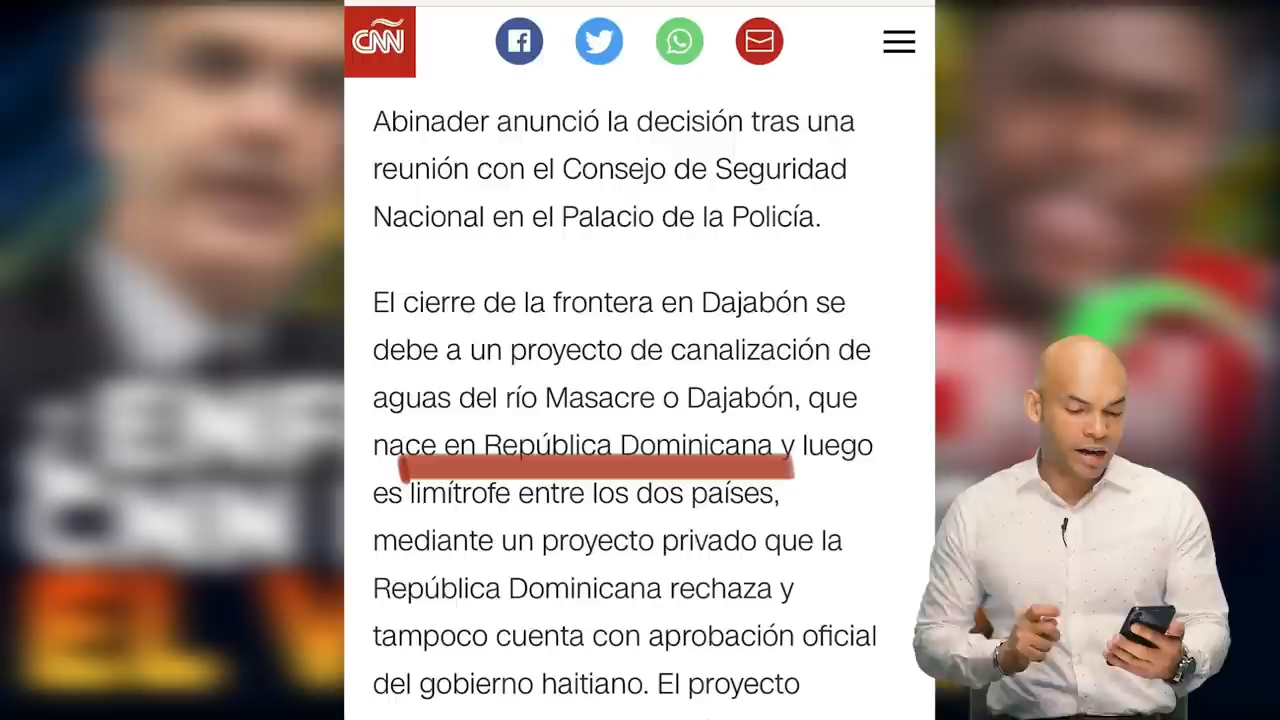 CNN
Abinader anunció la decisión tras una
reunión con el Consejo de Seguridad
Nacional en el Palacio de la Policía.
El cierre de la frontera en Dajabón se
debe a un proyecto de canalización de
aguas del río Masacre o Dajabón, que
nace en República Dominicana y luego
es limítrofe entre los dos países,
mediante un proyecto privado que la
República Dominicana rechaza y
tampoco cuenta con aprobación oficial
del gobierno haitiano. El proyecto